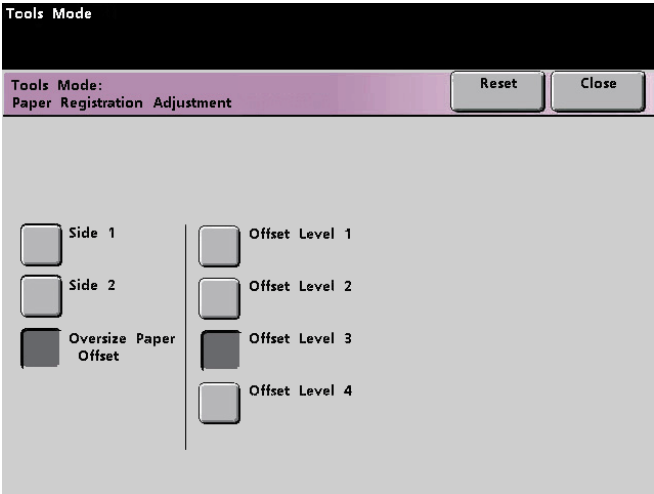 Tools Mode
Tools Mode:
Paper Registration Adjustment
Reset
Close
Side 1
Side 2
Oversize Paper
Offset
Offset Level 1
Offset Level 2
Offset Level 3
Offset Level 4